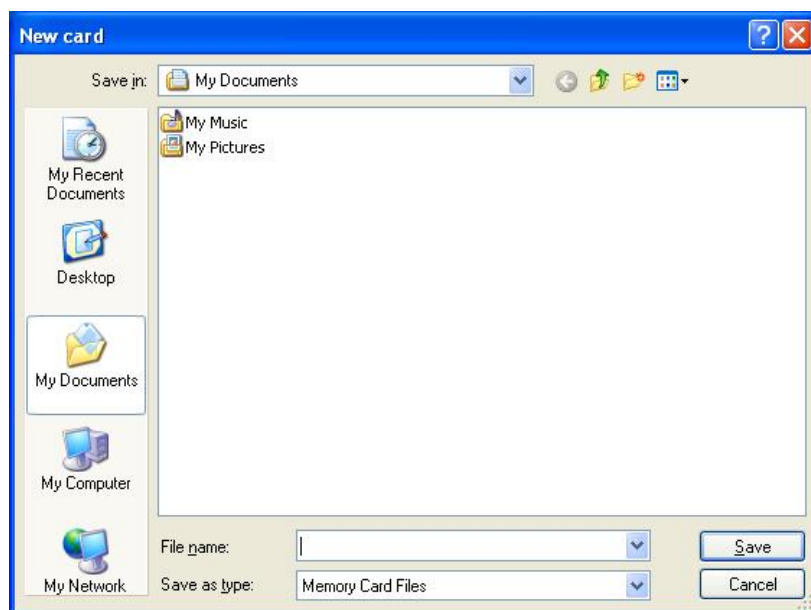 New card
Save in:
My Documents
My Recent
Documents
Desktop
My Documents
My Computer
My Network
My Music
My Pictures
File name:
Save
Save as type:
Memory Card Files
Cancel